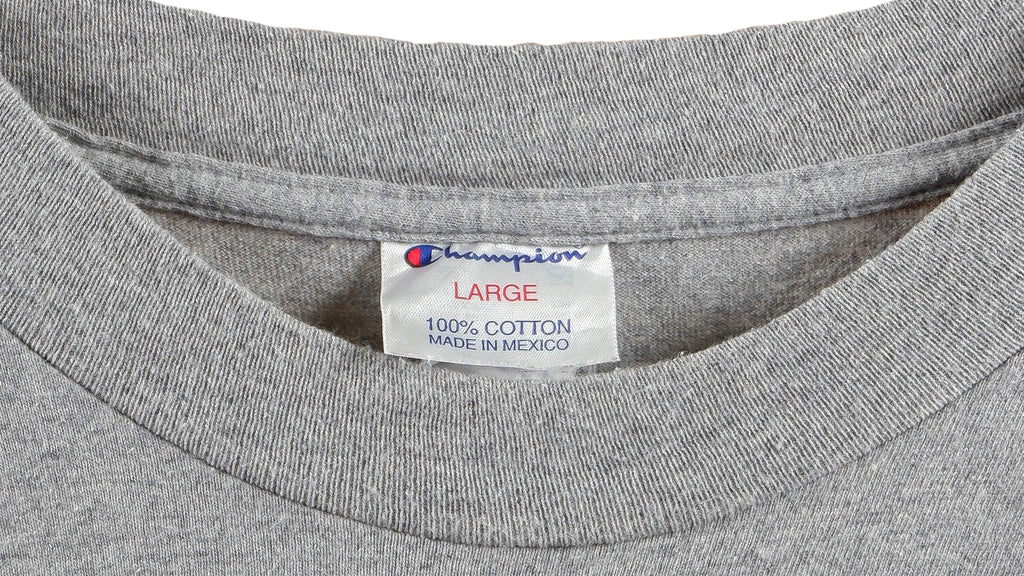 Champion
LARGE
100% COTTON
MADE IN MEXICO